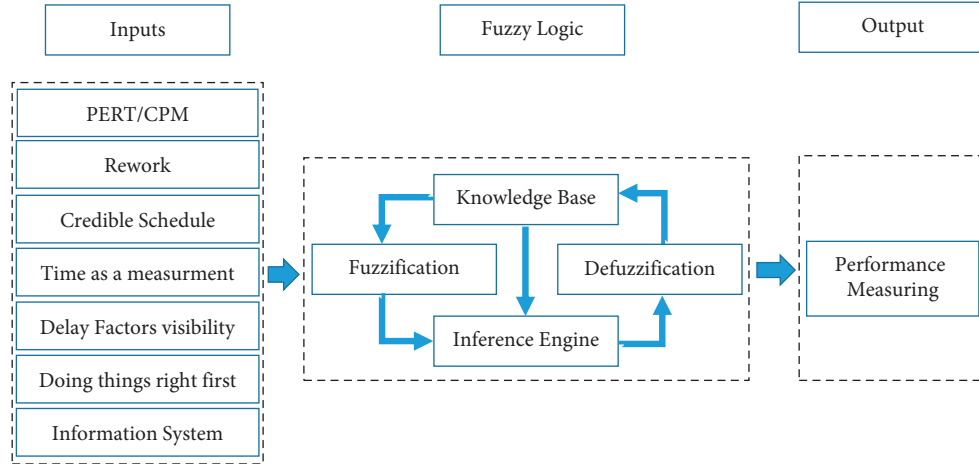 Inputs
Fuzzy Logic
Output
PERT/CPM
Rework
Credible Schedule
Time as a measurment
Delay Factors visibility
Doing things right first
Information System
Knowledge Base
Fuzzification
Defuzzification
Inference Engine
Performance
Measuring